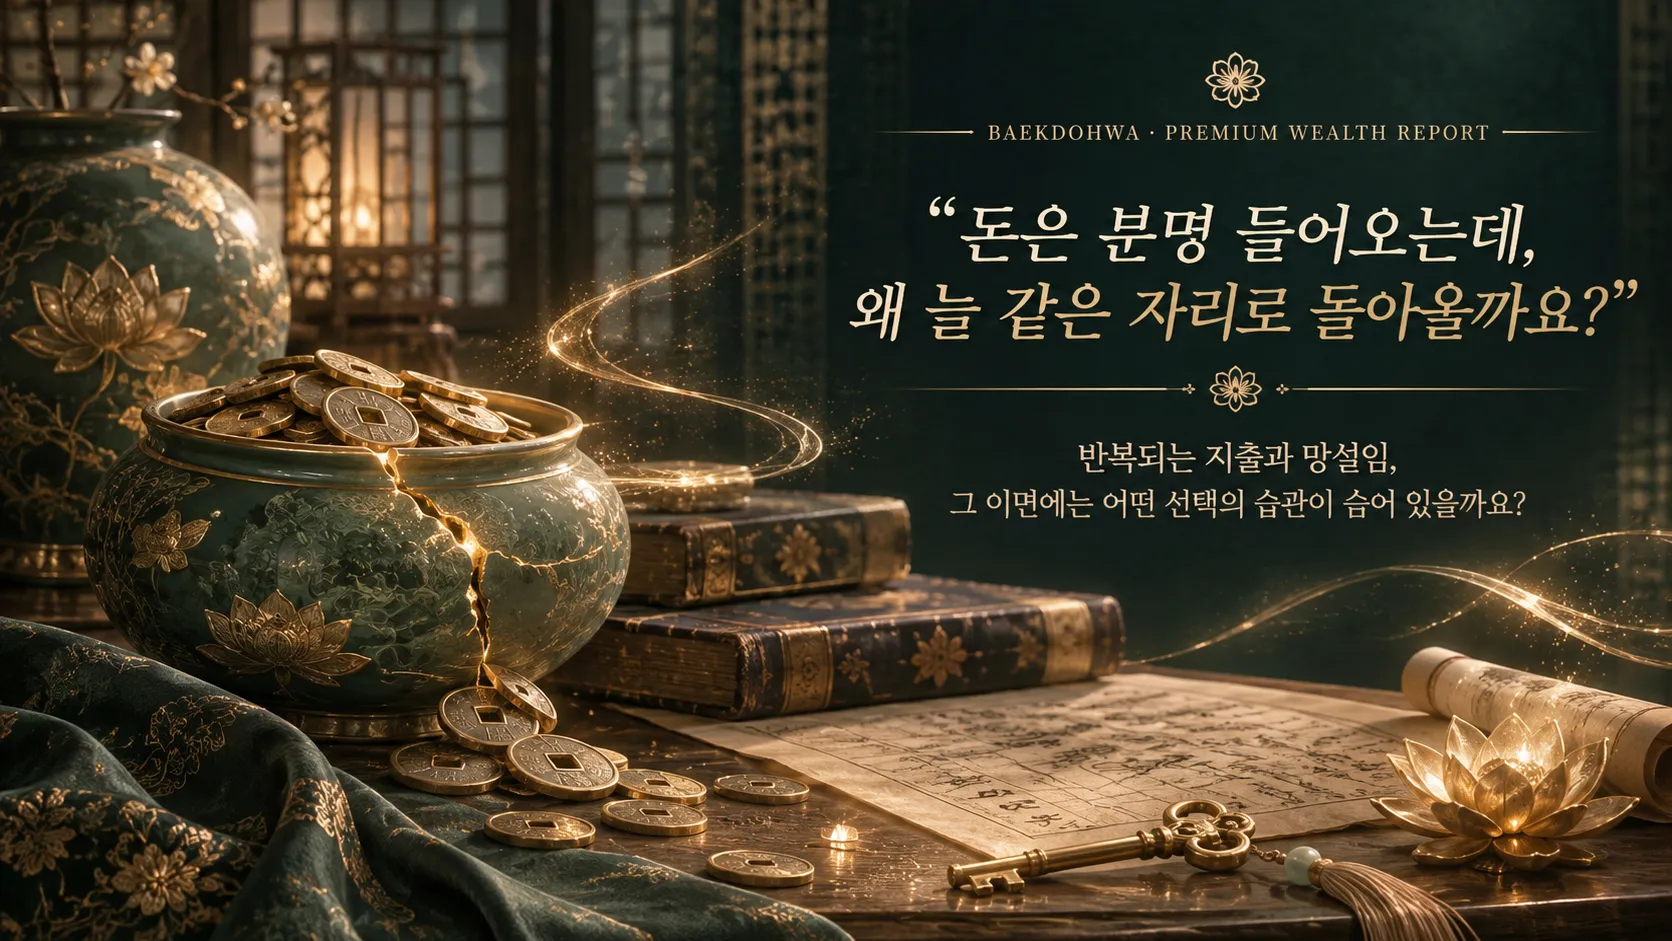 BAEKDOHWA · PREMIUM WEALTH REPORT
“돈은 분명 들어오는데,
왜 늘 같은 자리로 돌아올까요?”
반복되는 지출과 망설임,
그 이면에는 어떤 선택의 습관이 숨어 있을까요?